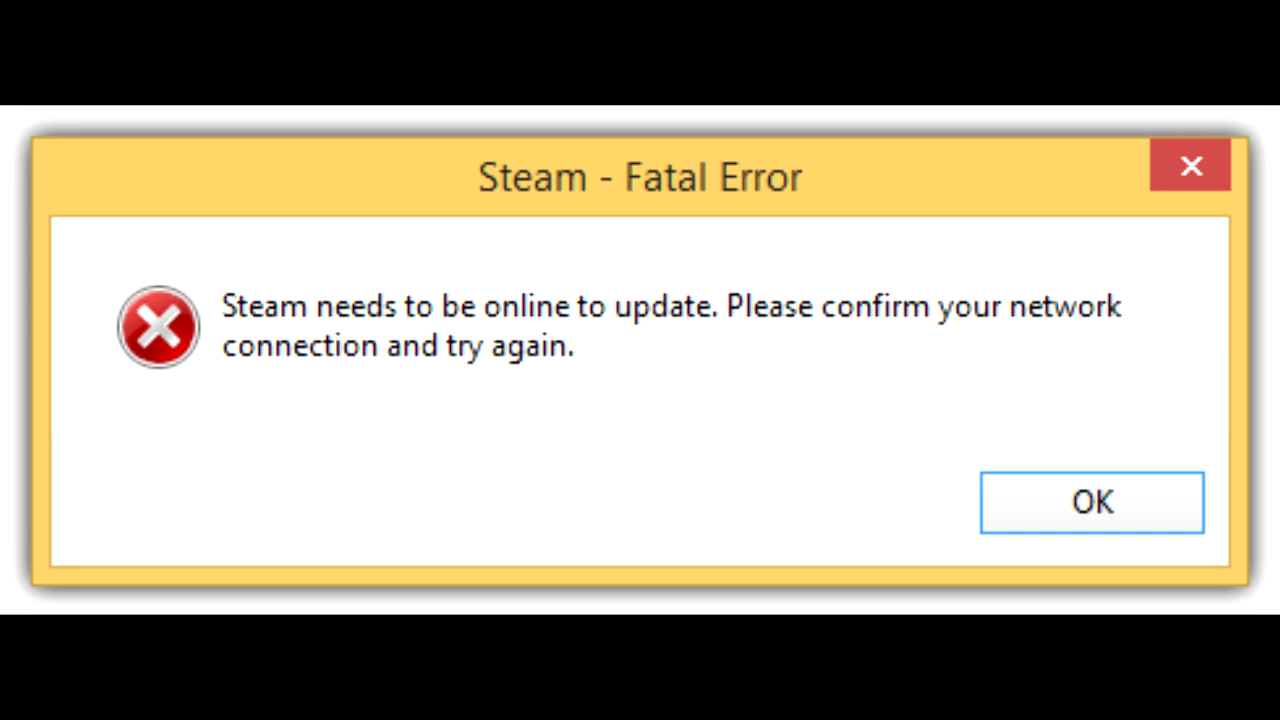 Steam - Fatal Error
Steam needs to be online to update. Please confirm your network
connection and try again.
OK